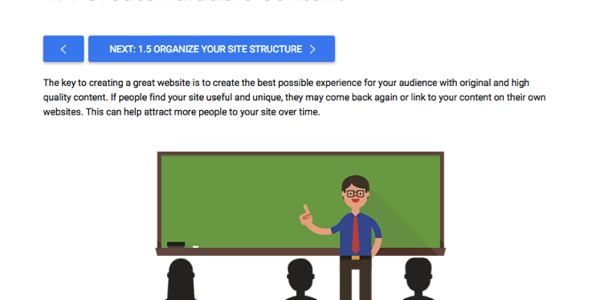 NEXT: 1.5 ORGANIZE YOUR SITE STRUCTURE
The key to creating a great website is to create the best possible experience for your audience with original and high
quality content. If people find your site useful and unique, they may come back again or link to your content on their own
websites. This can help attract more people to your site over time.